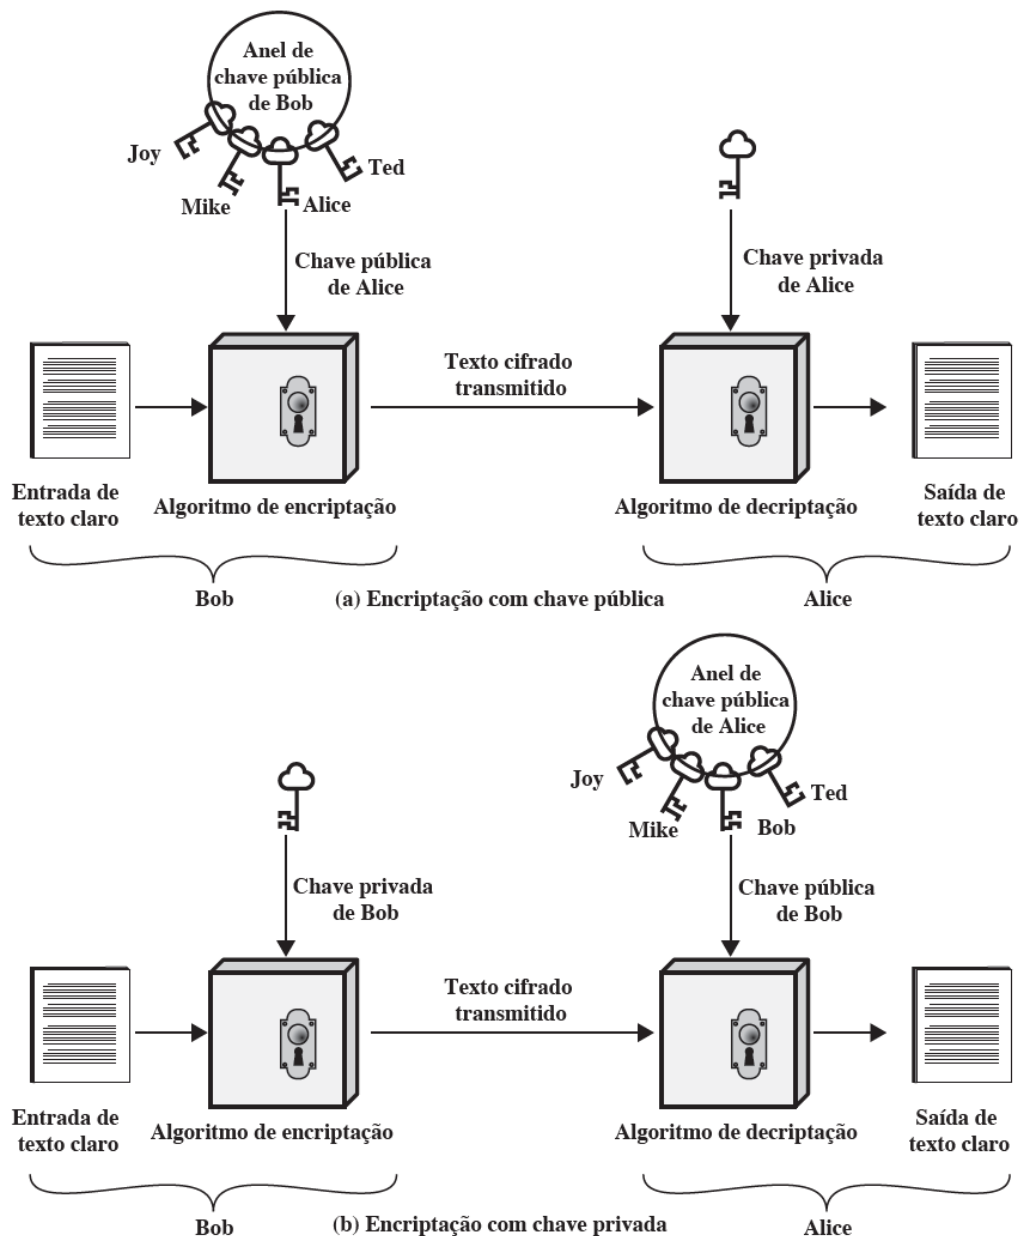 Anel de
chave pública
de Bob
Joy
Mike
Alice
Ted
Chave pública
de Alice
Chave privada
de Alice
Texto cifrado
transmitido
Entrada de
texto claro
Algoritmo de encriptação
Algoritmo de decriptação
Saída de
texto claro
Bob
(a) Encriptação com chave pública
Alice
Anel de
chave pública
de Alice
Joy
Mike
Bob
Ted
Chave privada
de Bob
Chave pública
de Bob
Texto cifrado
transmitido
Entrada de
texto claro
Algoritmo de encriptação
Algoritmo de decriptação
Saída de
texto claro
Bob
(b) Encriptação com chave privada
Alice